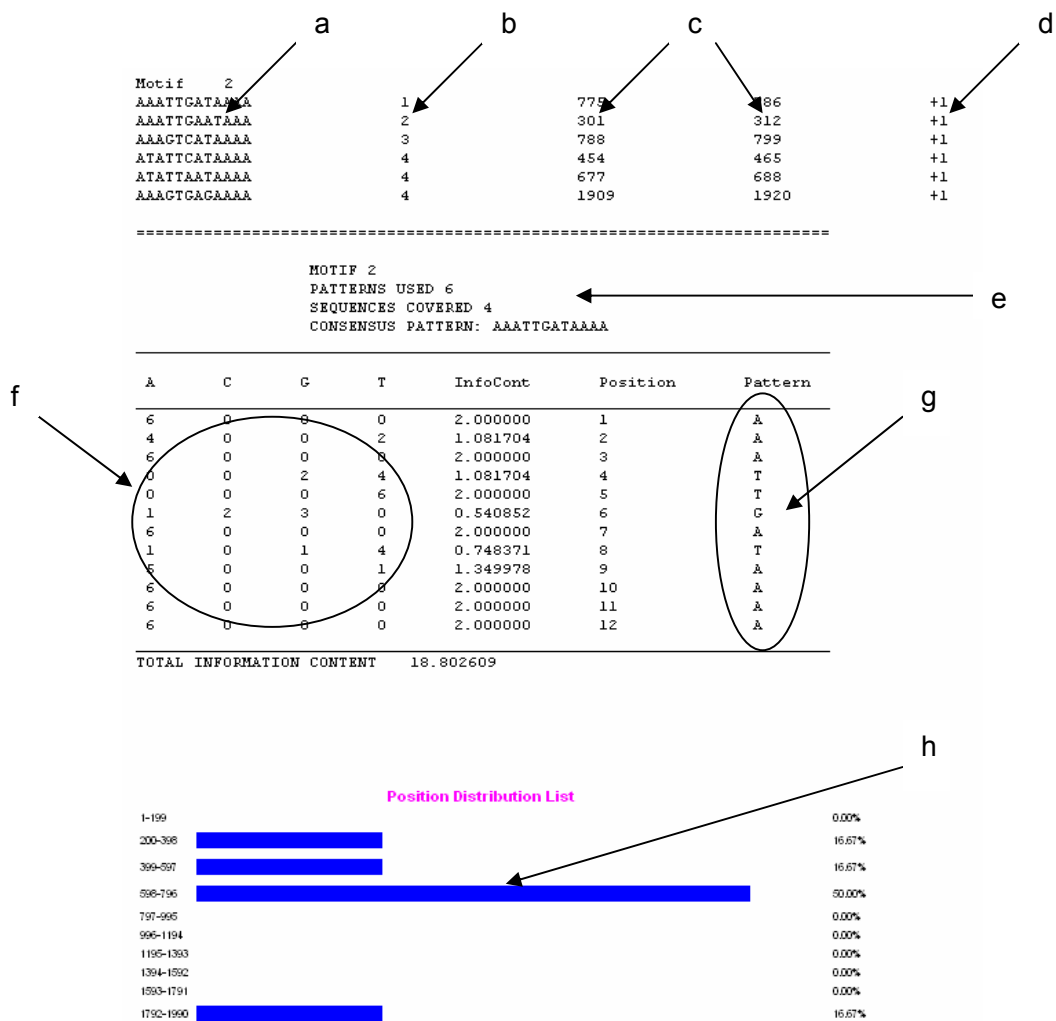 a b c d
Motif 2
AAATTGATAAAA 1 775 786 +1
AAATTGAATAAA 2 301 312 +1
AAAGTCATAAAA 3 788 799 +1
ATATTCATAAAA 4 454 465 +1
ATATTAATAAAA 4 677 688 +1
AAAGTGAGAAAA 4 1909 1920 +1
========================================================================
MOTIF 2
PATTERNS USED 6
SEQUENCES COVERED 4
CONSENSUS PATTERN: AAATTGATAAAA
e
A C G T InfoCont Position Pattern
f
g
6 0 0 0 2.000000 1 A
4 0 0 2 1.081704 2 A
6 0 0 0 2.000000 3 A
0 0 2 4 1.081704 4 T
0 0 0 6 2.000000 5 T
1 2 3 0 0.540852 6 G
6 0 0 0 2.000000 7 A
1 0 1 4 0.748371 8 T
5 0 0 1 1.349978 9 A
6 0 0 0 2.000000 10 A
6 0 0 0 2.000000 11 A
6 0 0 0 2.000000 12 A
TOTAL INFORMATION CONTENT 18.802609
h
Position Distribution List
1-199 0.00%
200-398 16.67%
399-597 16.67%
598-796 50.00%
797-995 0.00%
996-1194 0.00%
1195-1393 0.00%
1394-1592 0.00%
1593-1791 0.00%
1792-1990 16.67%